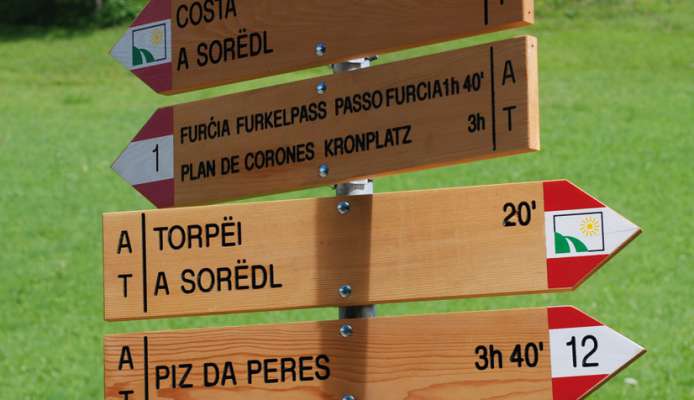 COSTA
A SORËDL
1
FURĆIA FURKELPASS PASSO FURCIA 1h 40'
PLAN DE CORONES KRONPLATZ 3h
A
T
A
T
TORPËI 20'
A SORËDL
A
T
PIZ DA PERES 3h 40'
12